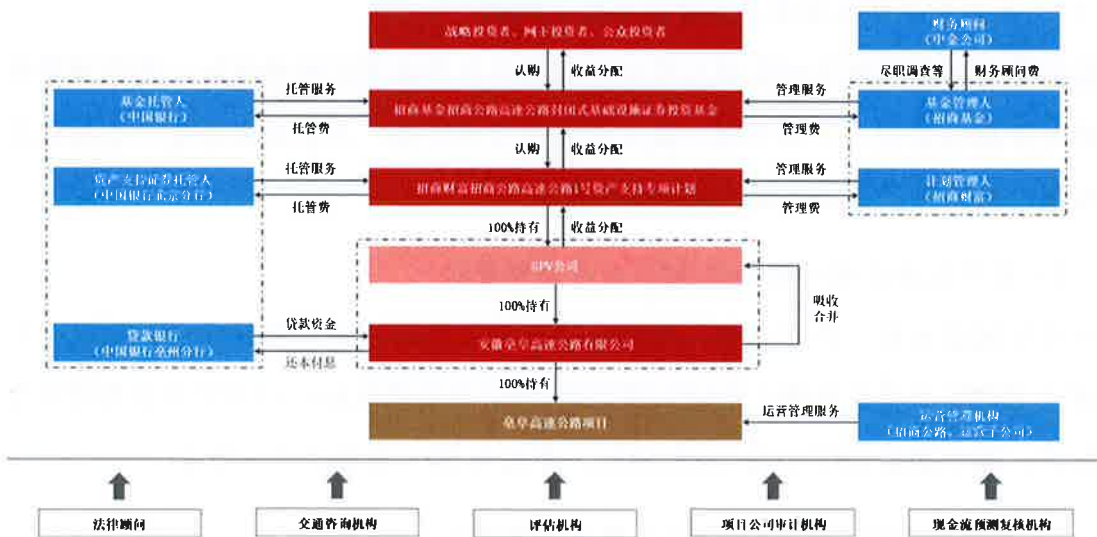 战略投资者、网下投资者、公众投资者
财务顾问
(中金公司)
认购
收益分配
尽职调查等
财务顾问费
基金托管人
(中国银行)
托管服务
托管费
招商基金招商公路高速公路封闭式基础设施证券投资基金
管理服务
管理费
基金管理人
(招商基金)
认购
收益分配
资产支持证券托管人
(中国银行北京分行)
托管服务
托管费
招商财富招商公路高速公路1号资产支持专项计划
管理服务
管理费
计划管理人
(招商财富)
100%持有
收益分配
SPV公司
100%持有
吸收
合并
贷款银行
(中国银行亳州分行)
贷款资金
还本付息
安徽亳阜高速公路有限公司
100%持有
亳阜高速公路项目
运营管理服务
运营管理机构
(招商公路、运营子公司)
法律顾问
交通咨询机构
评估机构
项目公司审计机构
现金流预测复核机构